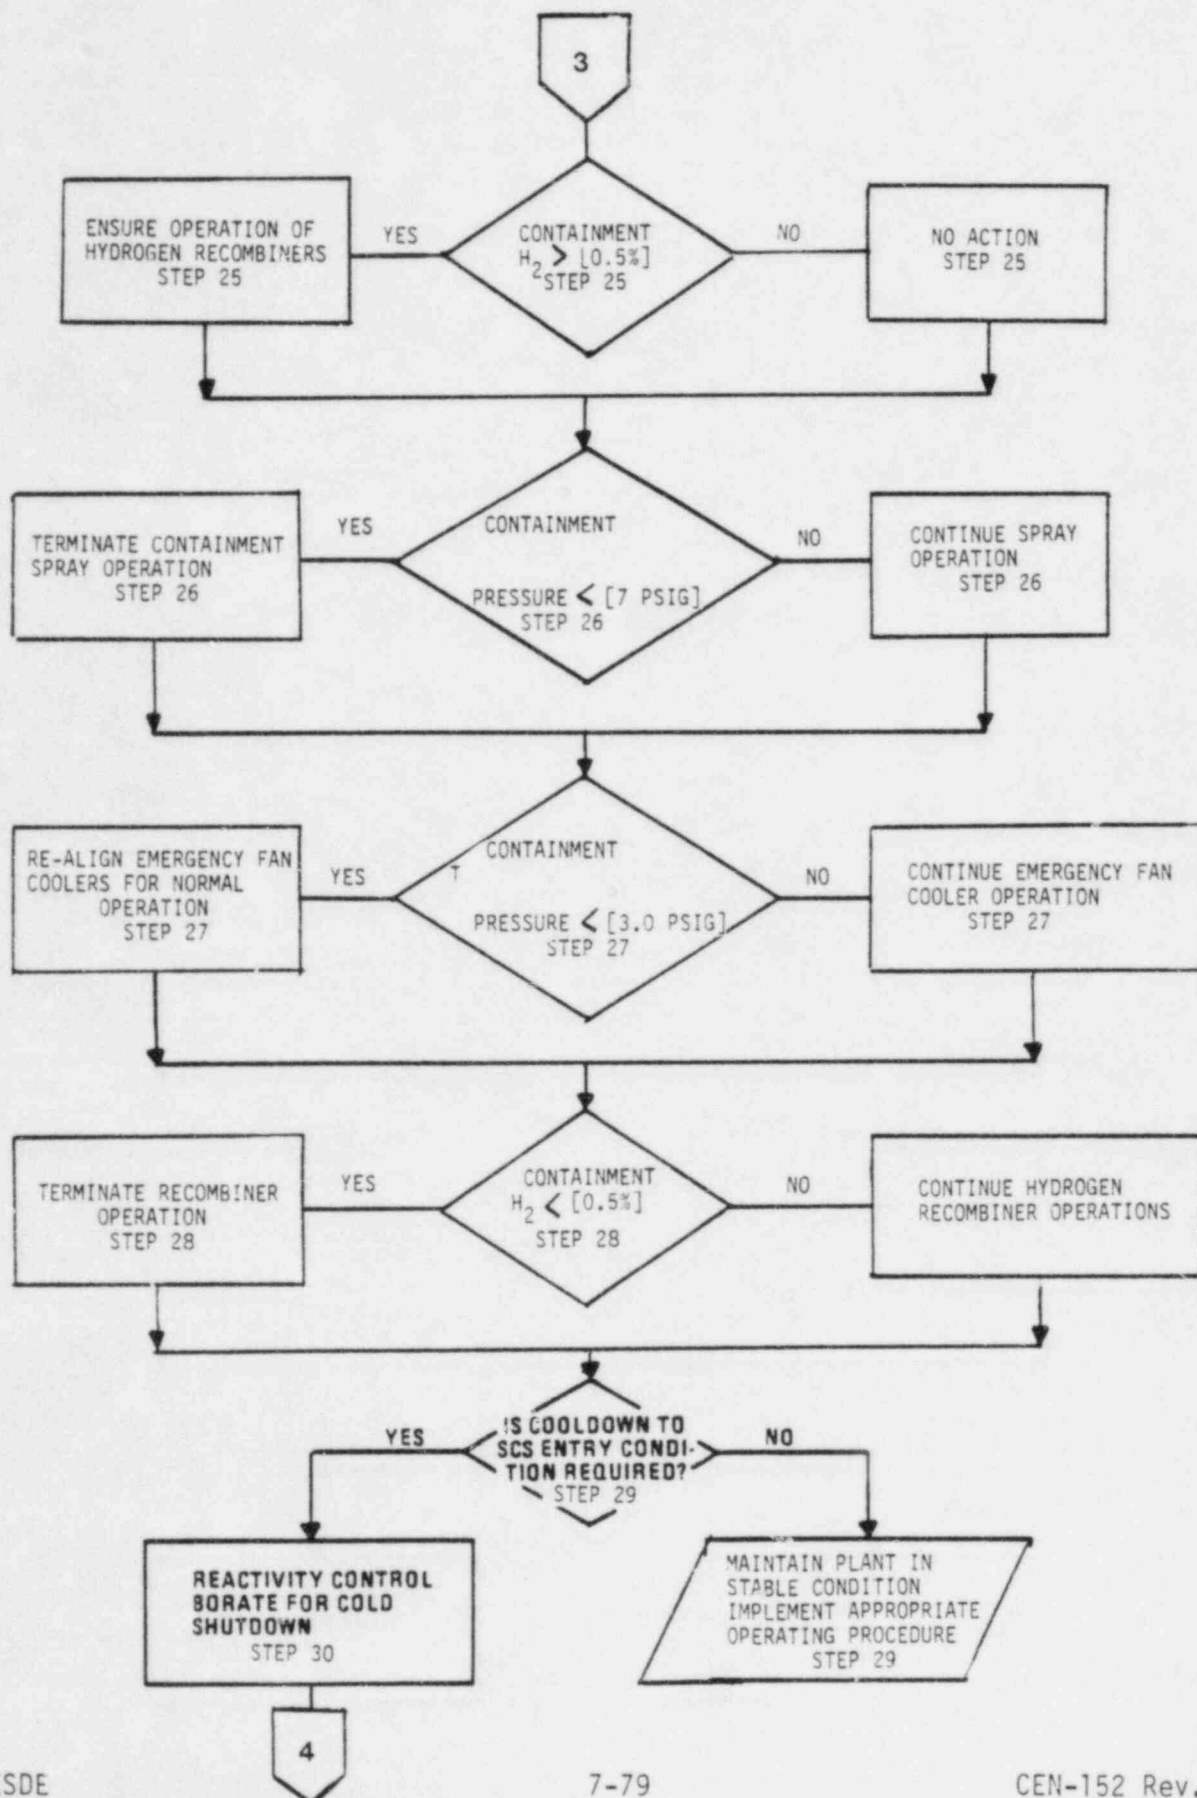 3
ENSURE OPERATION OF
HYDROGEN RECOMBINERS
STEP 25
YES
CONTAINMENT
H2 > [0.5%]
STEP 25
NO
NO ACTION
STEP 25
TERMINATE CONTAINMENT
SPRAY OPERATION
STEP 26
YES
CONTAINMENT
PRESSURE < [7 PSIG]
STEP 26
NO
CONTINUE SPRAY
OPERATION
STEP 26
RE-ALIGN EMERGENCY FAN
COOLERS FOR NORMAL
OPERATION
STEP 27
YES
CONTAINMENT
T
PRESSURE < [3.0 PSIG]
STEP 27
NO
CONTINUE EMERGENCY FAN
COOLER OPERATION
STEP 27
TERMINATE RECOMBINER
OPERATION
STEP 28
YES
CONTAINMENT
H2 < [0.5%]
STEP 28
NO
CONTINUE HYDROGEN
RECOMBINER OPERATIONS
YES
IS COOLDOWN TO
SCS ENTRY CONDI-
TION REQUIRED?
STEP 29
NO
REACTIVITY CONTROL
BORATE FOR COLD
SHUTDOWN
STEP 30
MAINTAIN PLANT IN
STABLE CONDITION
IMPLEMENT APPROPRIATE
OPERATING PROCEDURE
STEP 29
4
SDE
7-79
CEN-152 Rev.